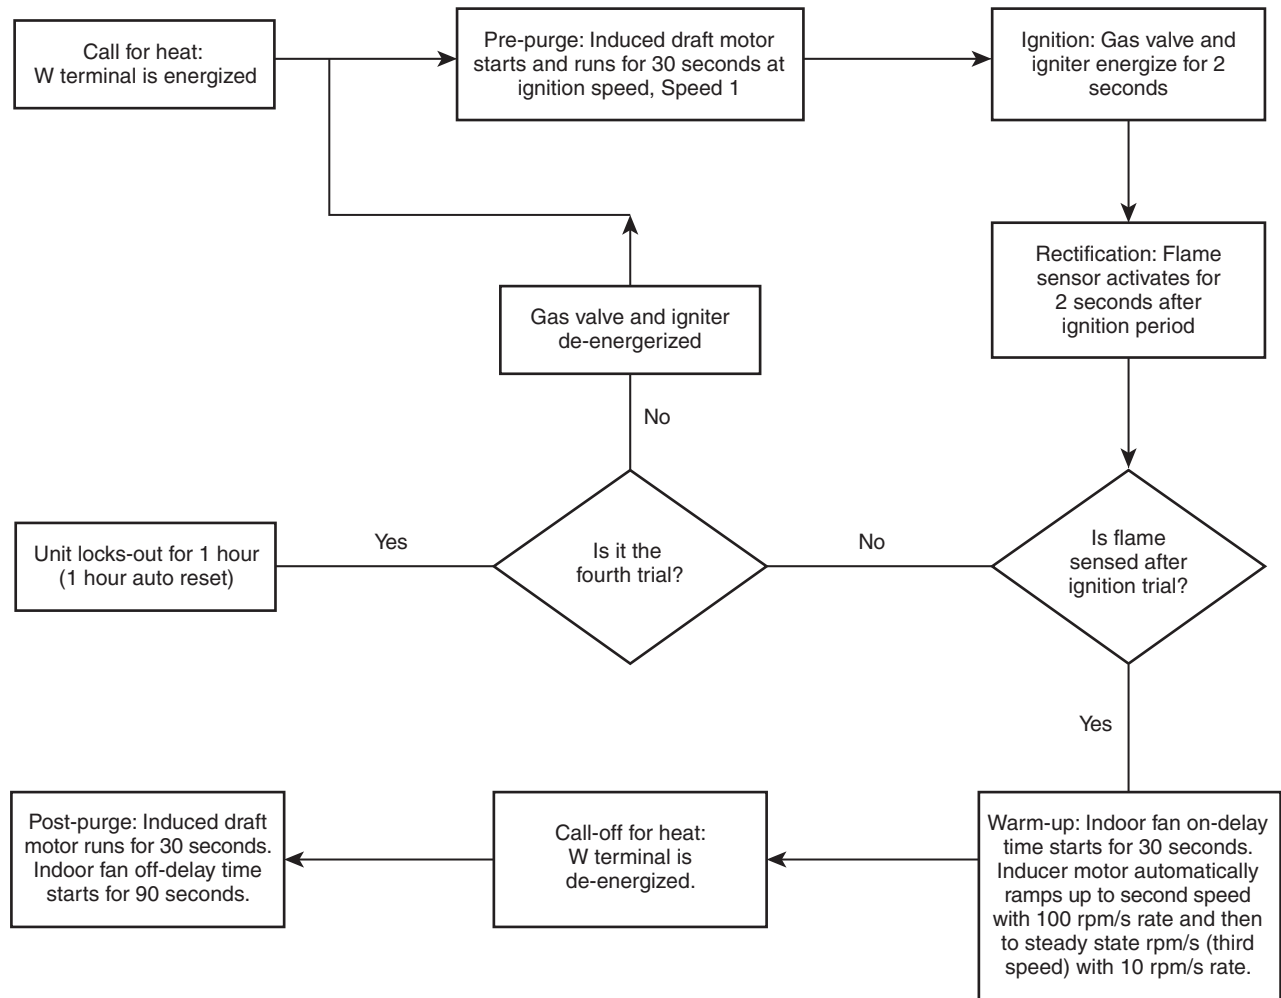 Call for heat:
W terminal is energized
Pre-purge: Induced draft motor
starts and runs for 30 seconds at
ignition speed, Speed 1
Ignition: Gas valve and
igniter energize for 2
seconds
Rectification: Flame
sensor activates for
2 seconds after
ignition period
Gas valve and igniter
de-energerized
No
Is flame
sensed after
ignition trial?
No
Is it the
fourth trial?
Yes
Unit locks-out for 1 hour
(1 hour auto reset)
Yes
Warm-up: Indoor fan on-delay
time starts for 30 seconds.
Inducer motor automatically
ramps up to second speed
with 100 rpm/s rate and then
to steady state rpm/s (third
speed) with 10 rpm/s rate.
Call-off for heat:
W terminal is
de-energized.
Post-purge: Induced draft
motor runs for 30 seconds.
Indoor fan off-delay time
starts for 90 seconds.